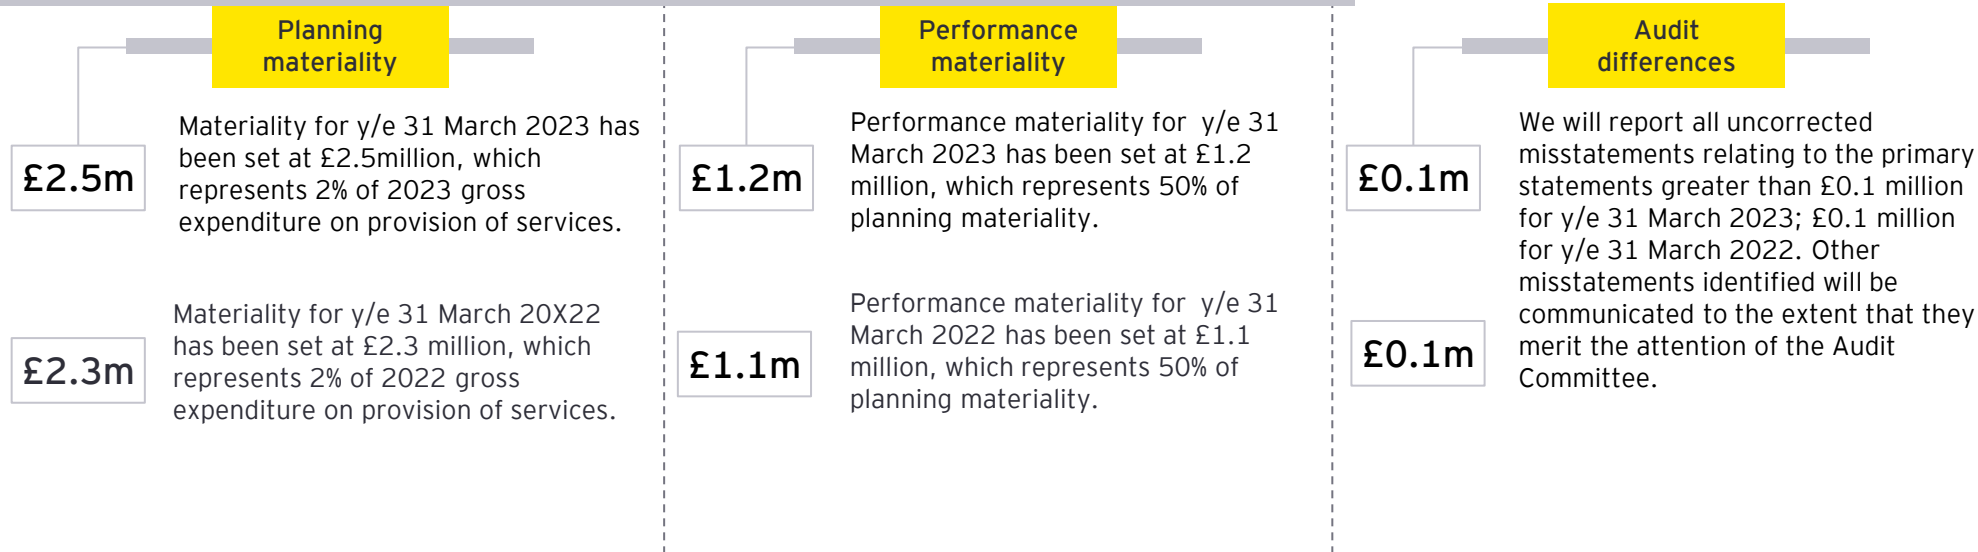 Planning
materiality
£2.5m
Materiality for y/e 31 March 2023 has
been set at £2.5million, which
represents 2% of 2023 gross
expenditure on provision of services.
£2.3m
Materiality for y/e 31 March 20X22
has been set at £2.3 million, which
represents 2% of 2022 gross
expenditure on provision of services.
Performance
materiality
£1.2m
Performance materiality for y/e 31
March 2023 has been set at £1.2
million, which represents 50% of
planning materiality.
£1.1m
Performance materiality for y/e 31
March 2022 has been set at £1.1
million, which represents 50% of
planning materiality.
Audit
differences
£0.1m
£0.1m
We will report all uncorrected
misstatements relating to the primary
statements greater than £0.1 million
for y/e 31 March 2023; £0.1 million
for y/e 31 March 2022. Other
misstatements identified will be
communicated to the extent that they
merit the attention of the Audit
Committee.